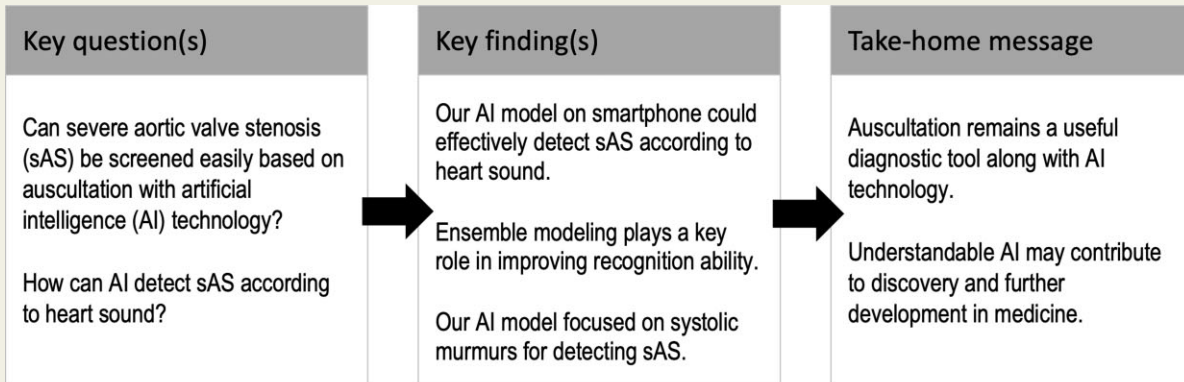 Key question(s)
Can severe aortic valve stenosis
(sAS) be screened easily based on
auscultation with artificial
intelligence (AI) technology?
How can AI detect sAS according
to heart sound?
Key finding(s)
Our AI model on smartphone could
effectively detect sAS according to
heart sound.
Ensemble modeling plays a key
role in improving recognition ability.
Our AI model focused on systolic
murmurs for detecting sAS.
Take-home message
Auscultation remains a useful
diagnostic tool along with AI
technology.
Understandable AI may contribute
to discovery and further
development in medicine.